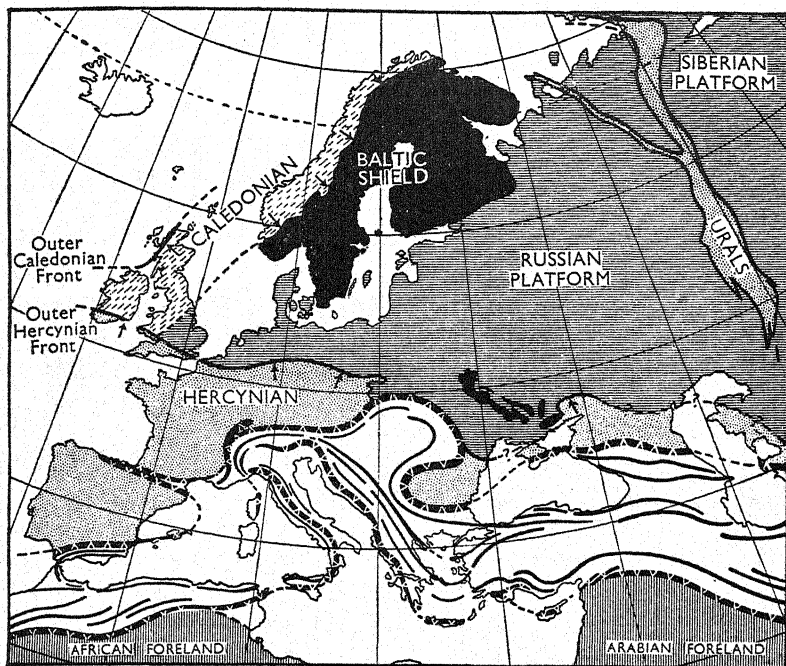 SIBERIAN
PLATFORM
BALTIC
SHIELD
CALEDONIAN
Outer
Caledonian
Front
RUSSIAN
PLATFORM
URALS
Outer
Hercynian
Front
HERCYNIAN
AFRICAN FORELAND
ARABIAN FORELAND